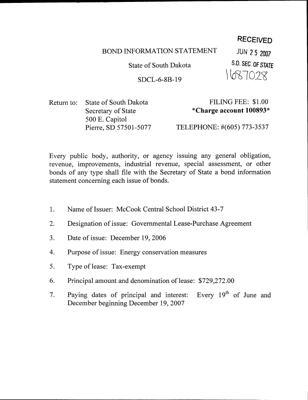 RECEIVED
JUN 25 2007
S.D. SEC OF STATE
1687028
BOND INFORMATION STATEMENT
State of South Dakota
SDCL-6-8B-19
Return to: State of South Dakota FILING FEE: $1.00
Secretary of State *Charge account 100893*
500 E. Capitol
Pierre, SD 57501-5077 TELEPHONE: #(605) 773-3537
Every public body, authority, or agency issuing any general obligation,
revenue, improvements, industrial revenue, special assessment, or other
bonds of any type shall file with the Secretary of State a bond information
statement concerning each issue of bonds.
1. Name of Issuer: McCook Central School District 43-7
2. Designation of issue: Governmental Lease-Purchase Agreement
3. Date of issue: December 19, 2006
4. Purpose of issue: Energy conservation measures
5. Type of lease: Tax-exempt
6. Principal amount and denomination of lease: $729,272.00
7. Paying dates of principal and interest: Every 19th of June and
December beginning December 19, 2007